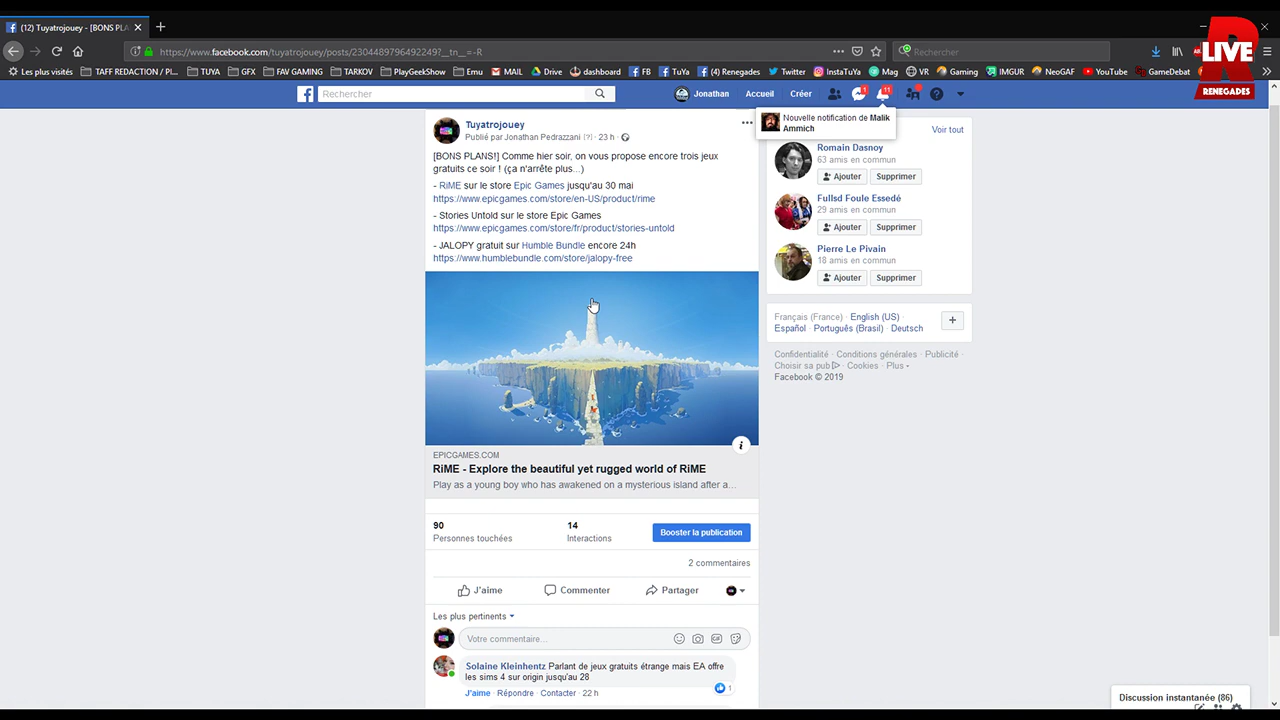 (12) Tuyatrojouey - [BONS PLA
https://www.facebook.com/tuyatrojouey/posts/2304489796492249?__tn__=-R
Rechercher
LIVE
RENEGADES
Les plus visités
TAFF REDACTION / Pl...
TUYA
GFX
FAV GAMING
TARKOV
PlayGeekShow
Emu
MAIL
Drive
dashboard
FB
TuYa
(4) Renegades
Twitter
InstaTuYa
Mag
VR
Gaming
IMGUR
NeoGAF
YouTube
GameDebat
Rechercher
Jonathan
Accueil
Créer
1
11
Nouvelle notification de Malik
Ammich
Tuyatrojouey
Publié par Jonathan Pedrazzani [?] · 23 h ·
[BONS PLANS!] Comme hier soir, on vous propose encore trois jeux
gratuits ce soir ! (ça n'arrête plus...)
- RiME sur le store Epic Games jusqu'au 30 mai
https://www.epicgames.com/store/en-US/product/rime
- Stories Untold sur le store Epic Games
https://www.epicgames.com/store/fr/product/stories-untold
- JALOPY gratuit sur Humble Bundle encore 24h
https://www.humblebundle.com/store/jalopy-free
EPICGAMES.COM
RiME - Explore the beautiful yet rugged world of RiME
Play as a young boy who has awakened on a mysterious island after a...
90
Personnes touchées
14
Interactions
Booster la publication
2 commentaires
J'aime
Commenter
Partager
Les plus pertinents
Votre commentaire...
GIF
Solaine Kleinhentz Parlant de jeux gratuits étrange mais EA offre
les sims 4 sur origin jusqu'au 28
1
J'aime · Répondre · Contacter · 22 h
Voir tout
Romain Dasnoy
63 amis en commun
Ajouter
Supprimer
Fullsd Foule Essedé
29 amis en commun
Ajouter
Supprimer
Pierre Le Pivain
18 amis en commun
Ajouter
Supprimer
Français (France) · English (US) ·
Español · Português (Brasil) · Deutsch
Confidentialité · Conditions générales · Publicité ·
Choisir sa pub · Cookies · Plus
Facebook © 2019
Discussion instantanée (86)